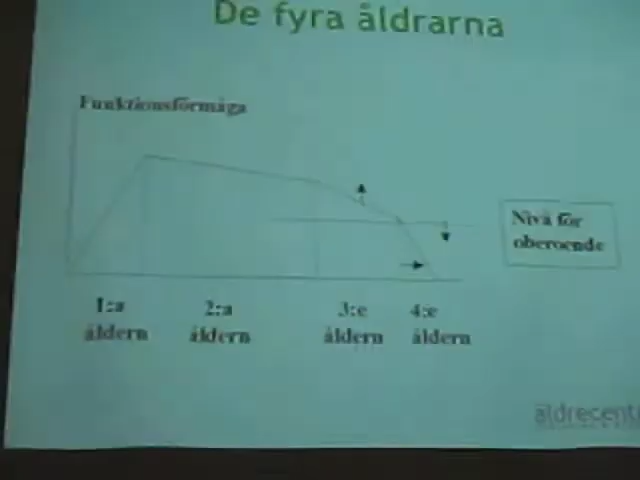 De fyra åldrarna
Funktionsförmåga
Nivå för
oberoende
1:a
åldern
2:a
åldern
3:e
åldern
4:e
åldern
äldrecent